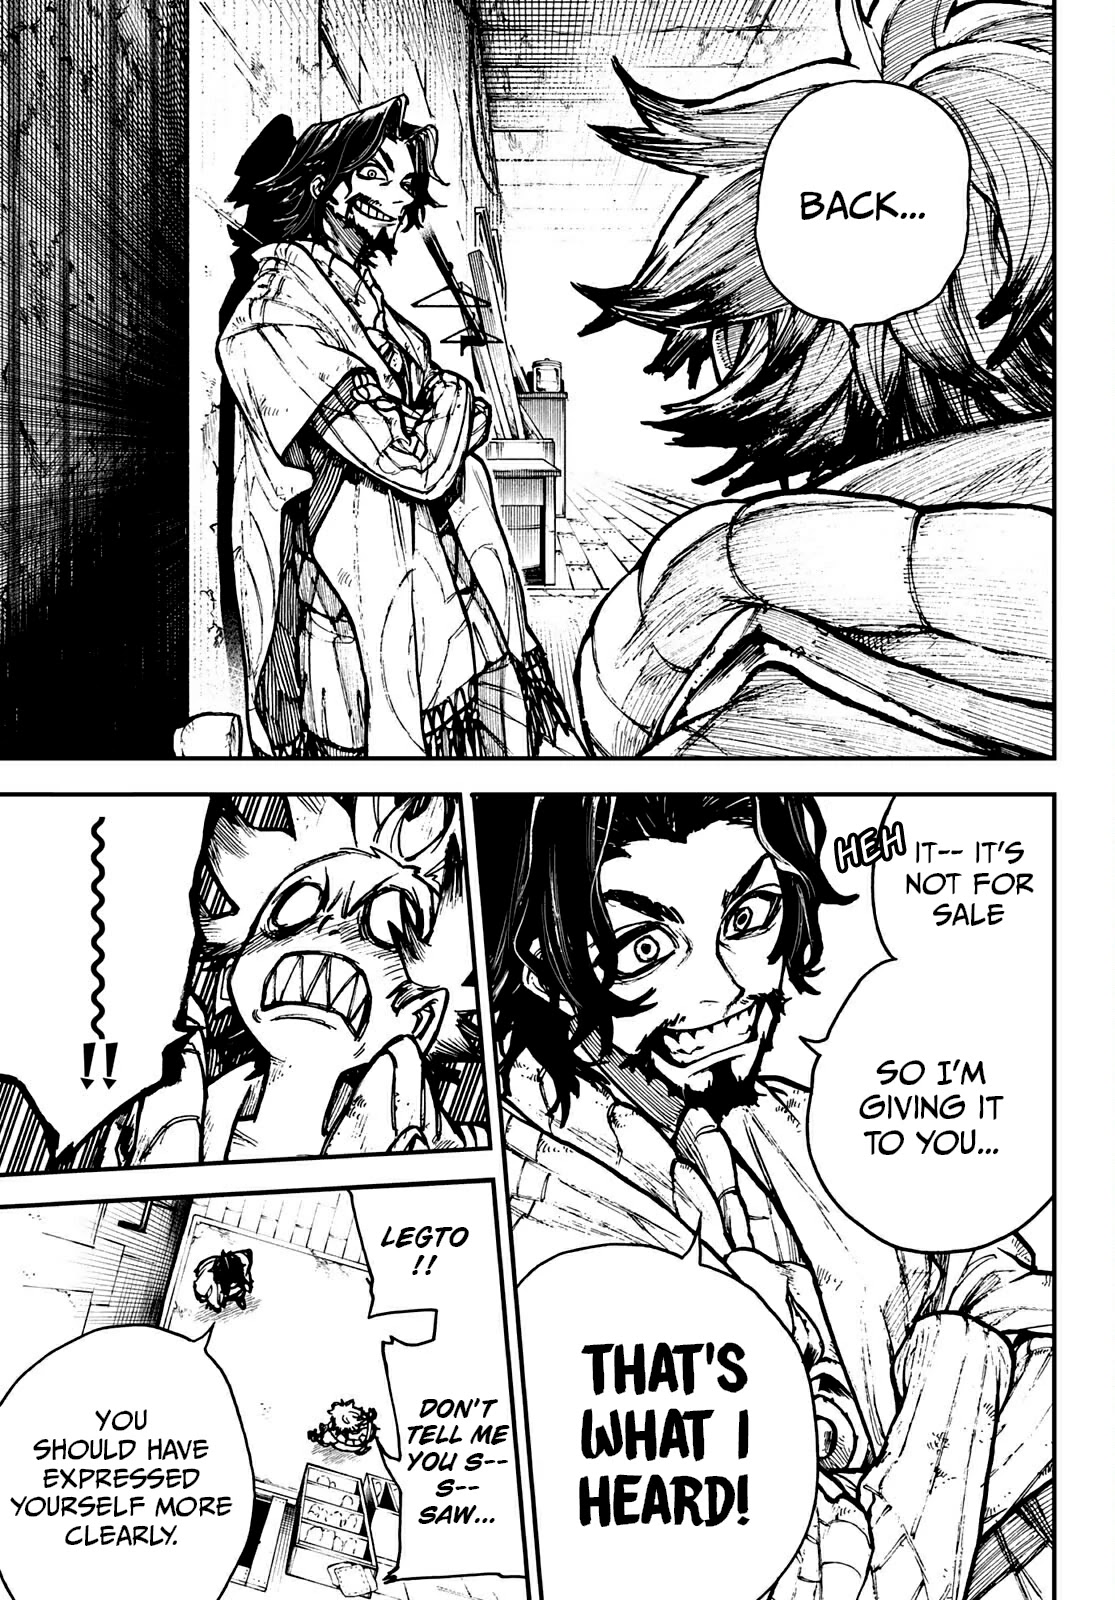 BACK...
HEH
IT-- IT'S
NOT FOR
SALE
SO I'M
GIVING IT
TO YOU...
THAT'S
WHAT I
HEARD!
!!
LEGTO
!!
DON'T
TELL ME
YOU S--
S--
SAW...
YOU
SHOULD HAVE
EXPRESSED
YOURSELF MORE
CLEARLY.